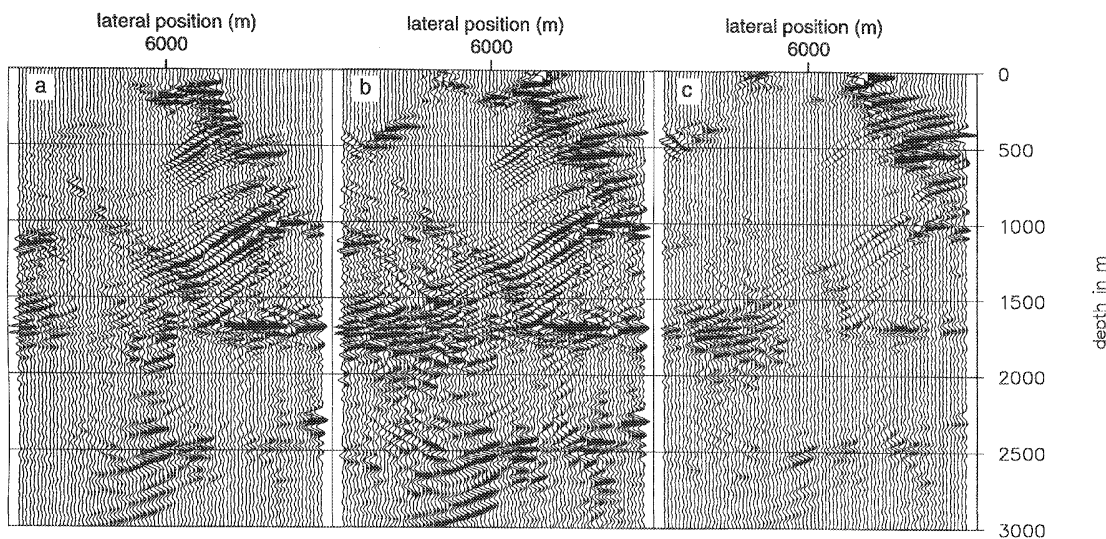 lateral position (m)
6000
lateral position (m)
6000
lateral position (m)
6000
a
b
c
0
500
1000
1500
2000
2500
3000
depth in m